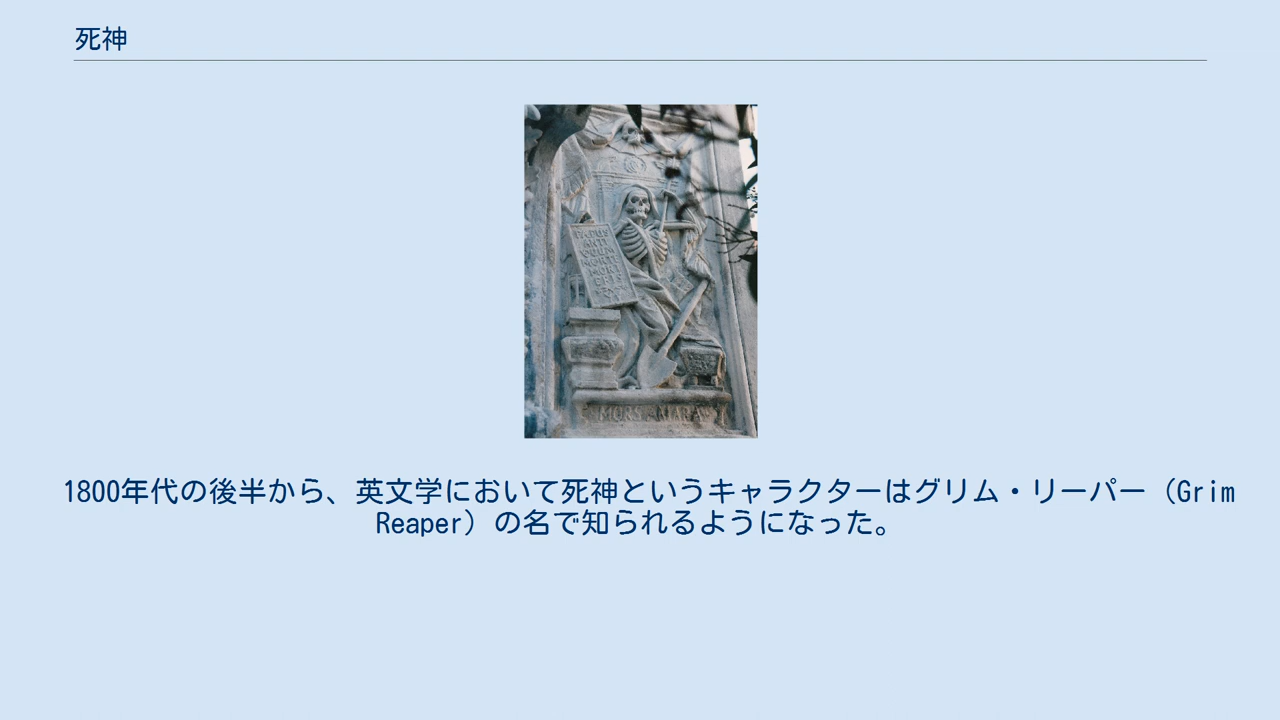 死神
1800年代の後半から、英文学において死神というキャラクターはグリム・リーパー（Grim
Reaper）の名で知られるようになった。